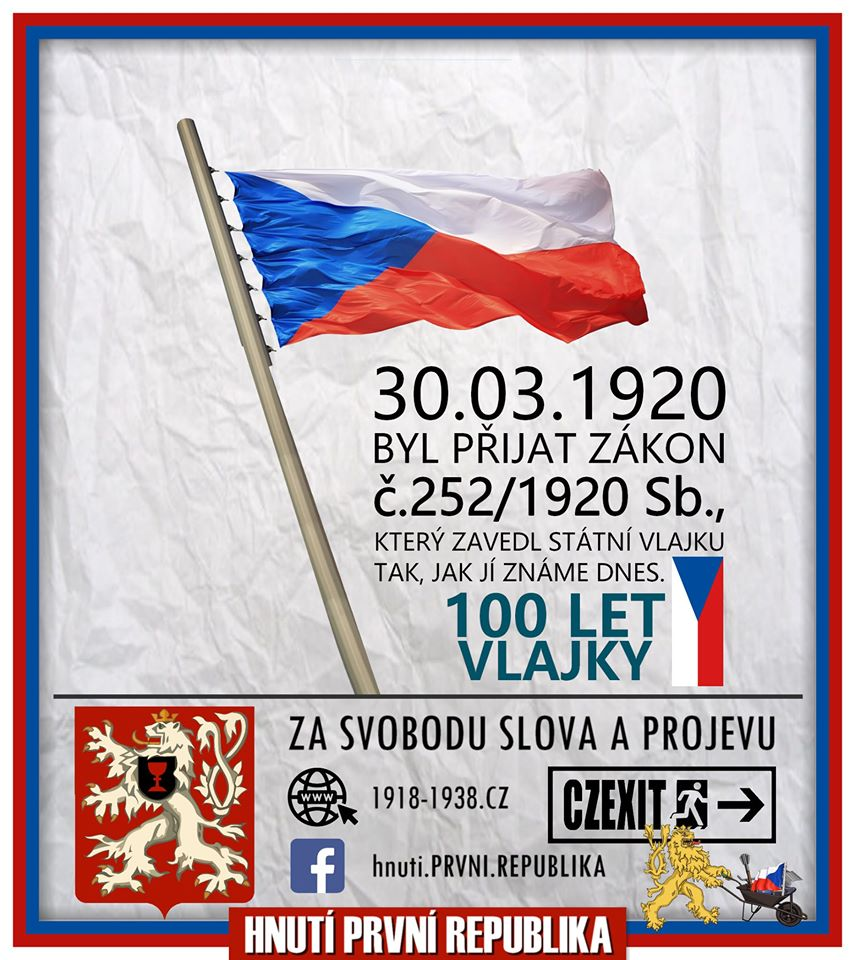 30.03.1920
BYL PŘIJAT ZÁKON
č.252/1920 Sb.,
KTERÝ ZAVEDL STÁTNÍ VLAJKU
TAK, JAK JÍ ZNÁME DNES.
100 LET
VLAJKY
ZA SVOBODU SLOVA A PROJEVU
WWW
1918-1938.CZ
CZEXIT
f
hnuti.PRVNI.REPUBLIKA
HNUTÍ PRVNÍ REPUBLIKA